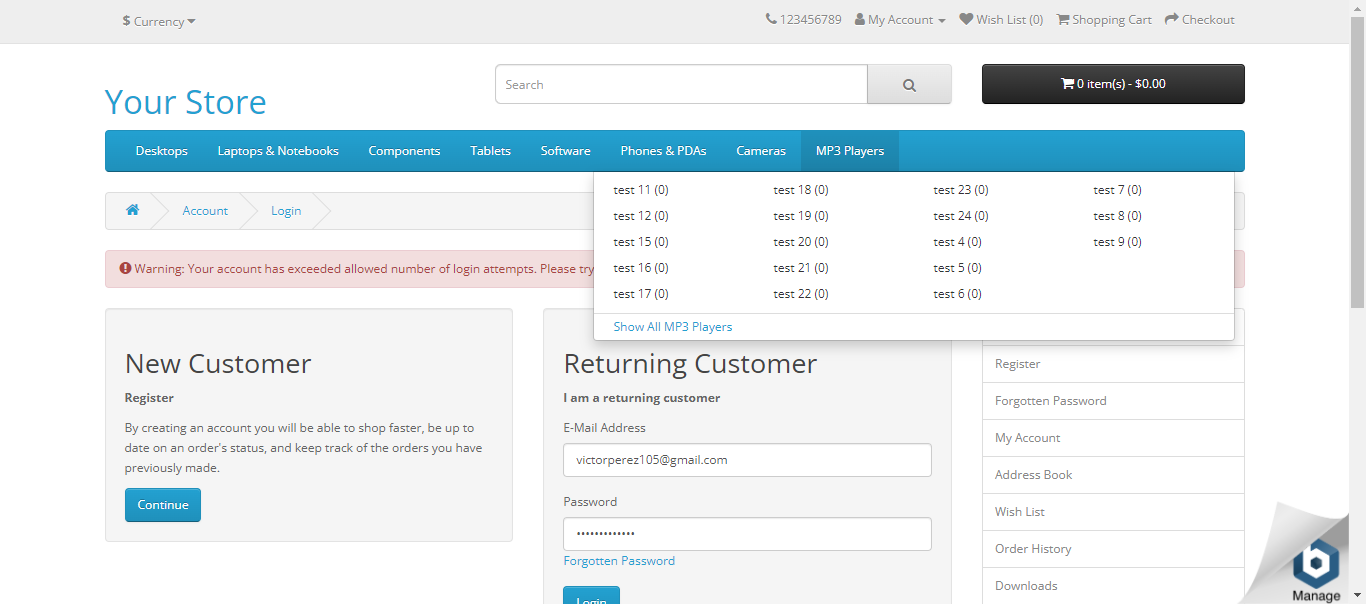 $ Currency
123456789 My Account Wish List (0) Shopping Cart Checkout
Your Store
Search
0 item(s) - $0.00
Desktops Laptops & Notebooks Components Tablets Software Phones & PDAs Cameras MP3 Players
test 11 (0) test 18 (0) test 23 (0) test 7 (0)
test 12 (0) test 19 (0) test 24 (0) test 8 (0)
test 15 (0) test 20 (0) test 4 (0) test 9 (0)
test 16 (0) test 21 (0) test 5 (0)
test 17 (0) test 22 (0) test 6 (0)
Show All MP3 Players
Account Login
Warning: Your account has exceeded allowed number of login attempts. Please try
New Customer
Register
By creating an account you will be able to shop faster, be up to
date on an order's status, and keep track of the orders you have
previously made.
Continue
Returning Customer
I am a returning customer
E-Mail Address
victorperez105@gmail.com
Password
Forgotten Password
Login
Register
Forgotten Password
My Account
Address Book
Wish List
Order History
Downloads
b
Manage